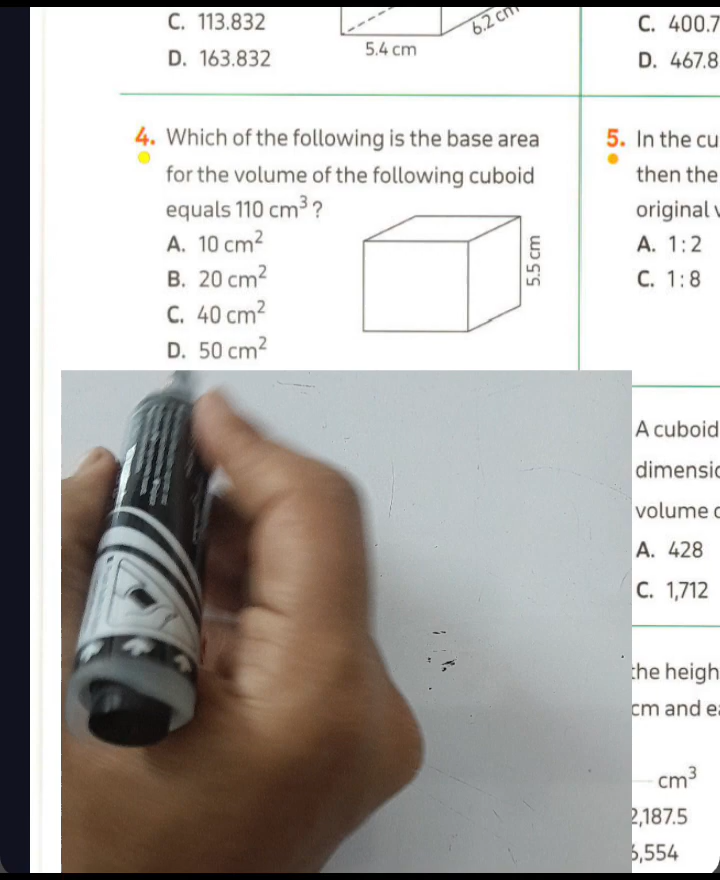 C. 113.832
D. 163.832
5.4 cm
6.2 cm
C. 400.7
D. 467.8
4. Which of the following is the base area
for the volume of the following cuboid
equals 110 cm³ ?
A. 10 cm²
B. 20 cm²
C. 40 cm²
D. 50 cm²
5.5 cm
5. In the cu
then the
original
A. 1:2
C. 1:8
A cuboid
dimensic
volume
A. 428
C. 1,712
the heigh
cm and ea
cm³
2,187.5
6,554